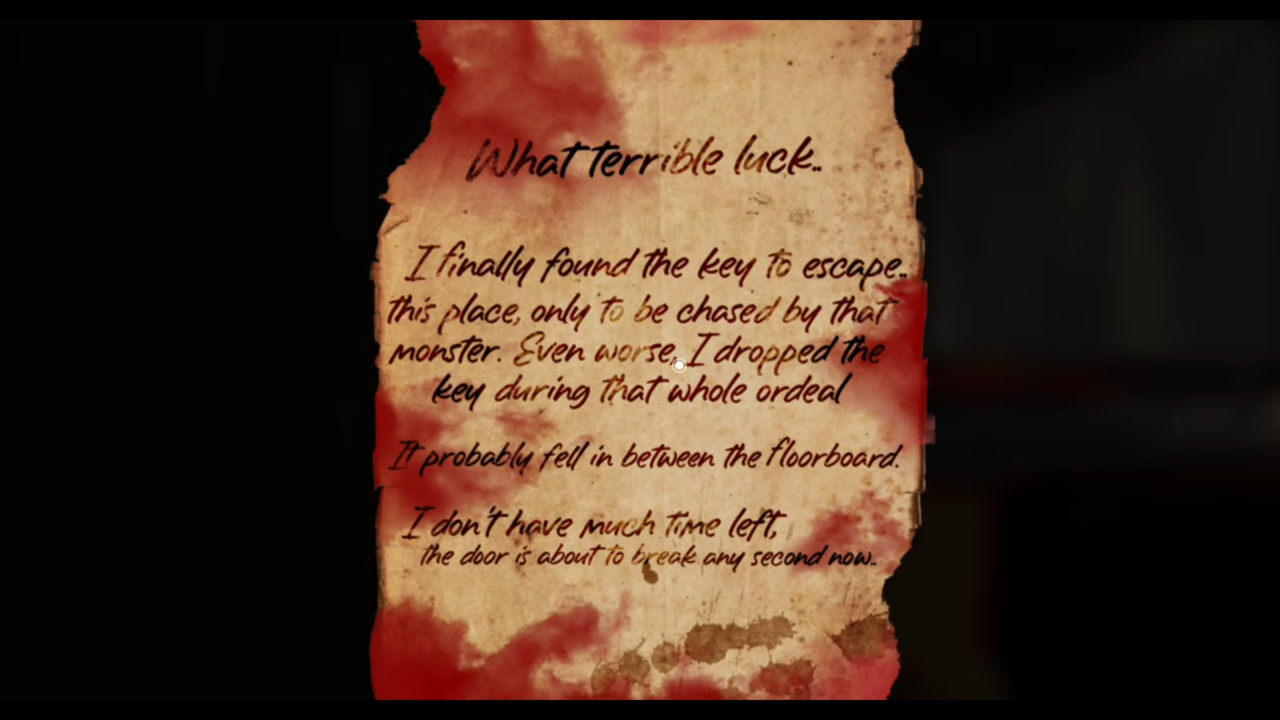 What terrible luck..
I finally found the key to escape..
this place, only to be chased by that
monster. Even worse, I dropped the
key during that whole ordeal
It probably fell in between the floorboard.
I don't have much time left,
the door is about to break any second now..